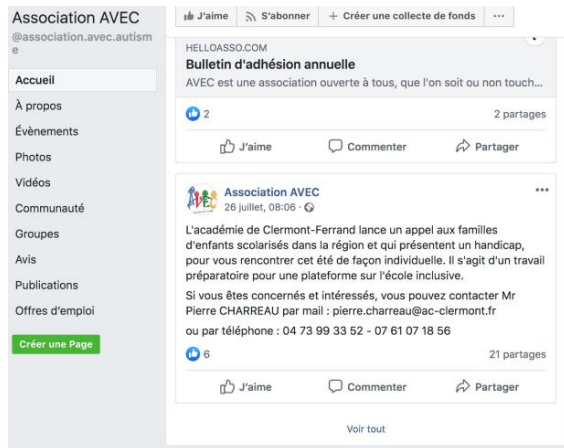 Association AVEC
@association.avec.autism
e
Accueil
À propos
Évènements
Photos
Vidéos
Communauté
Groupes
Avis
Publications
Offres d'emploi
Créer une Page
J'aime S'abonner + Créer une collecte de fonds ...
HELLOASSO.COM
Bulletin d'adhésion annuelle
AVEC est une association ouverte à tous, que l'on soit ou non touch...
2 2 partages
J'aime Commenter Partager
AVEC
Association AVEC ...
26 juillet, 08:06 ·
L'académie de Clermont-Ferrand lance un appel aux familles
d'enfants scolarisés dans la région et qui présentent un handicap,
pour vous rencontrer cet été de façon individuelle. Il s'agit d'un travail
préparatoire pour une plateforme sur l'école inclusive.
Si vous êtes concernés et intéressés, vous pouvez contacter Mr
Pierre CHARREAU par mail : pierre.charreau@ac-clermont.fr
ou par téléphone : 04 73 99 33 52 - 07 61 07 18 56
6 21 partages
J'aime Commenter Partager
Voir tout